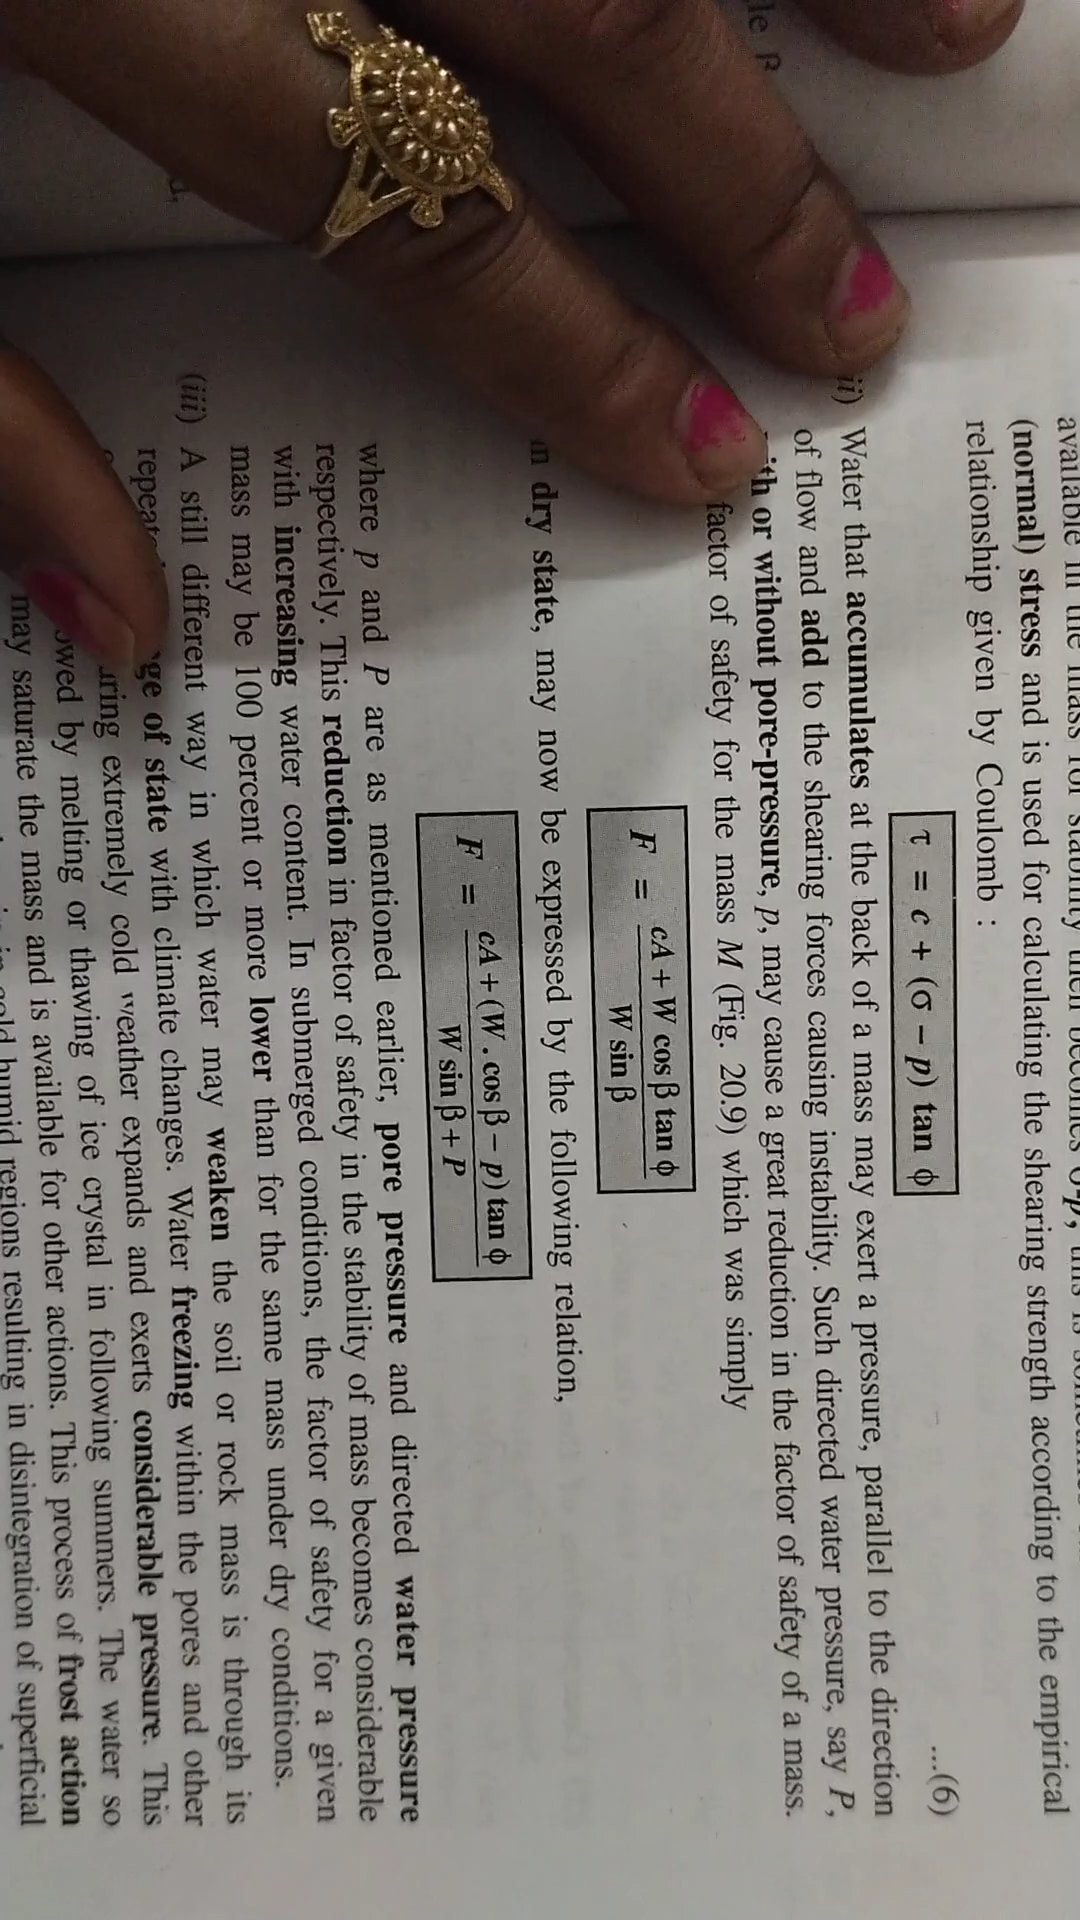 le β
available in the mass for stability then becomes σ-p, this is
(normal) stress and is used for calculating the shearing strength according to the empirical
relationship given by Coulomb :
τ = c + (σ – p) tan ϕ ....(6)
ii) Water that accumulates at the back of a mass may exert a pressure, parallel to the direction
of flow and add to the shearing forces causing instability. Such directed water pressure, say P,
with or without pore-pressure, p, may cause a great reduction in the factor of safety of a mass.
factor of safety for the mass M (Fig. 20.9) which was simply
F = cA + W cos β tan ϕ / W sin β
in dry state, may now be expressed by the following relation,
F = cA + (W . cos β – p) tan ϕ / W sin β + P
where p and P are as mentioned earlier, pore pressure and directed water pressure
respectively. This reduction in factor of safety in the stability of mass becomes considerable
with increasing water content. In submerged conditions, the factor of safety for a given
mass may be 100 percent or more lower than for the same mass under dry conditions.
(iii) A still different way in which water may weaken the soil or rock mass is through its
repeated ge of state with climate changes. Water freezing within the pores and other
uring extremely cold weather expands and exerts considerable pressure. This
owed by melting or thawing of ice crystal in following summers. The water so
may saturate the mass and is available for other actions. This process of frost action
in cold humid regions resulting in disintegration of superficial